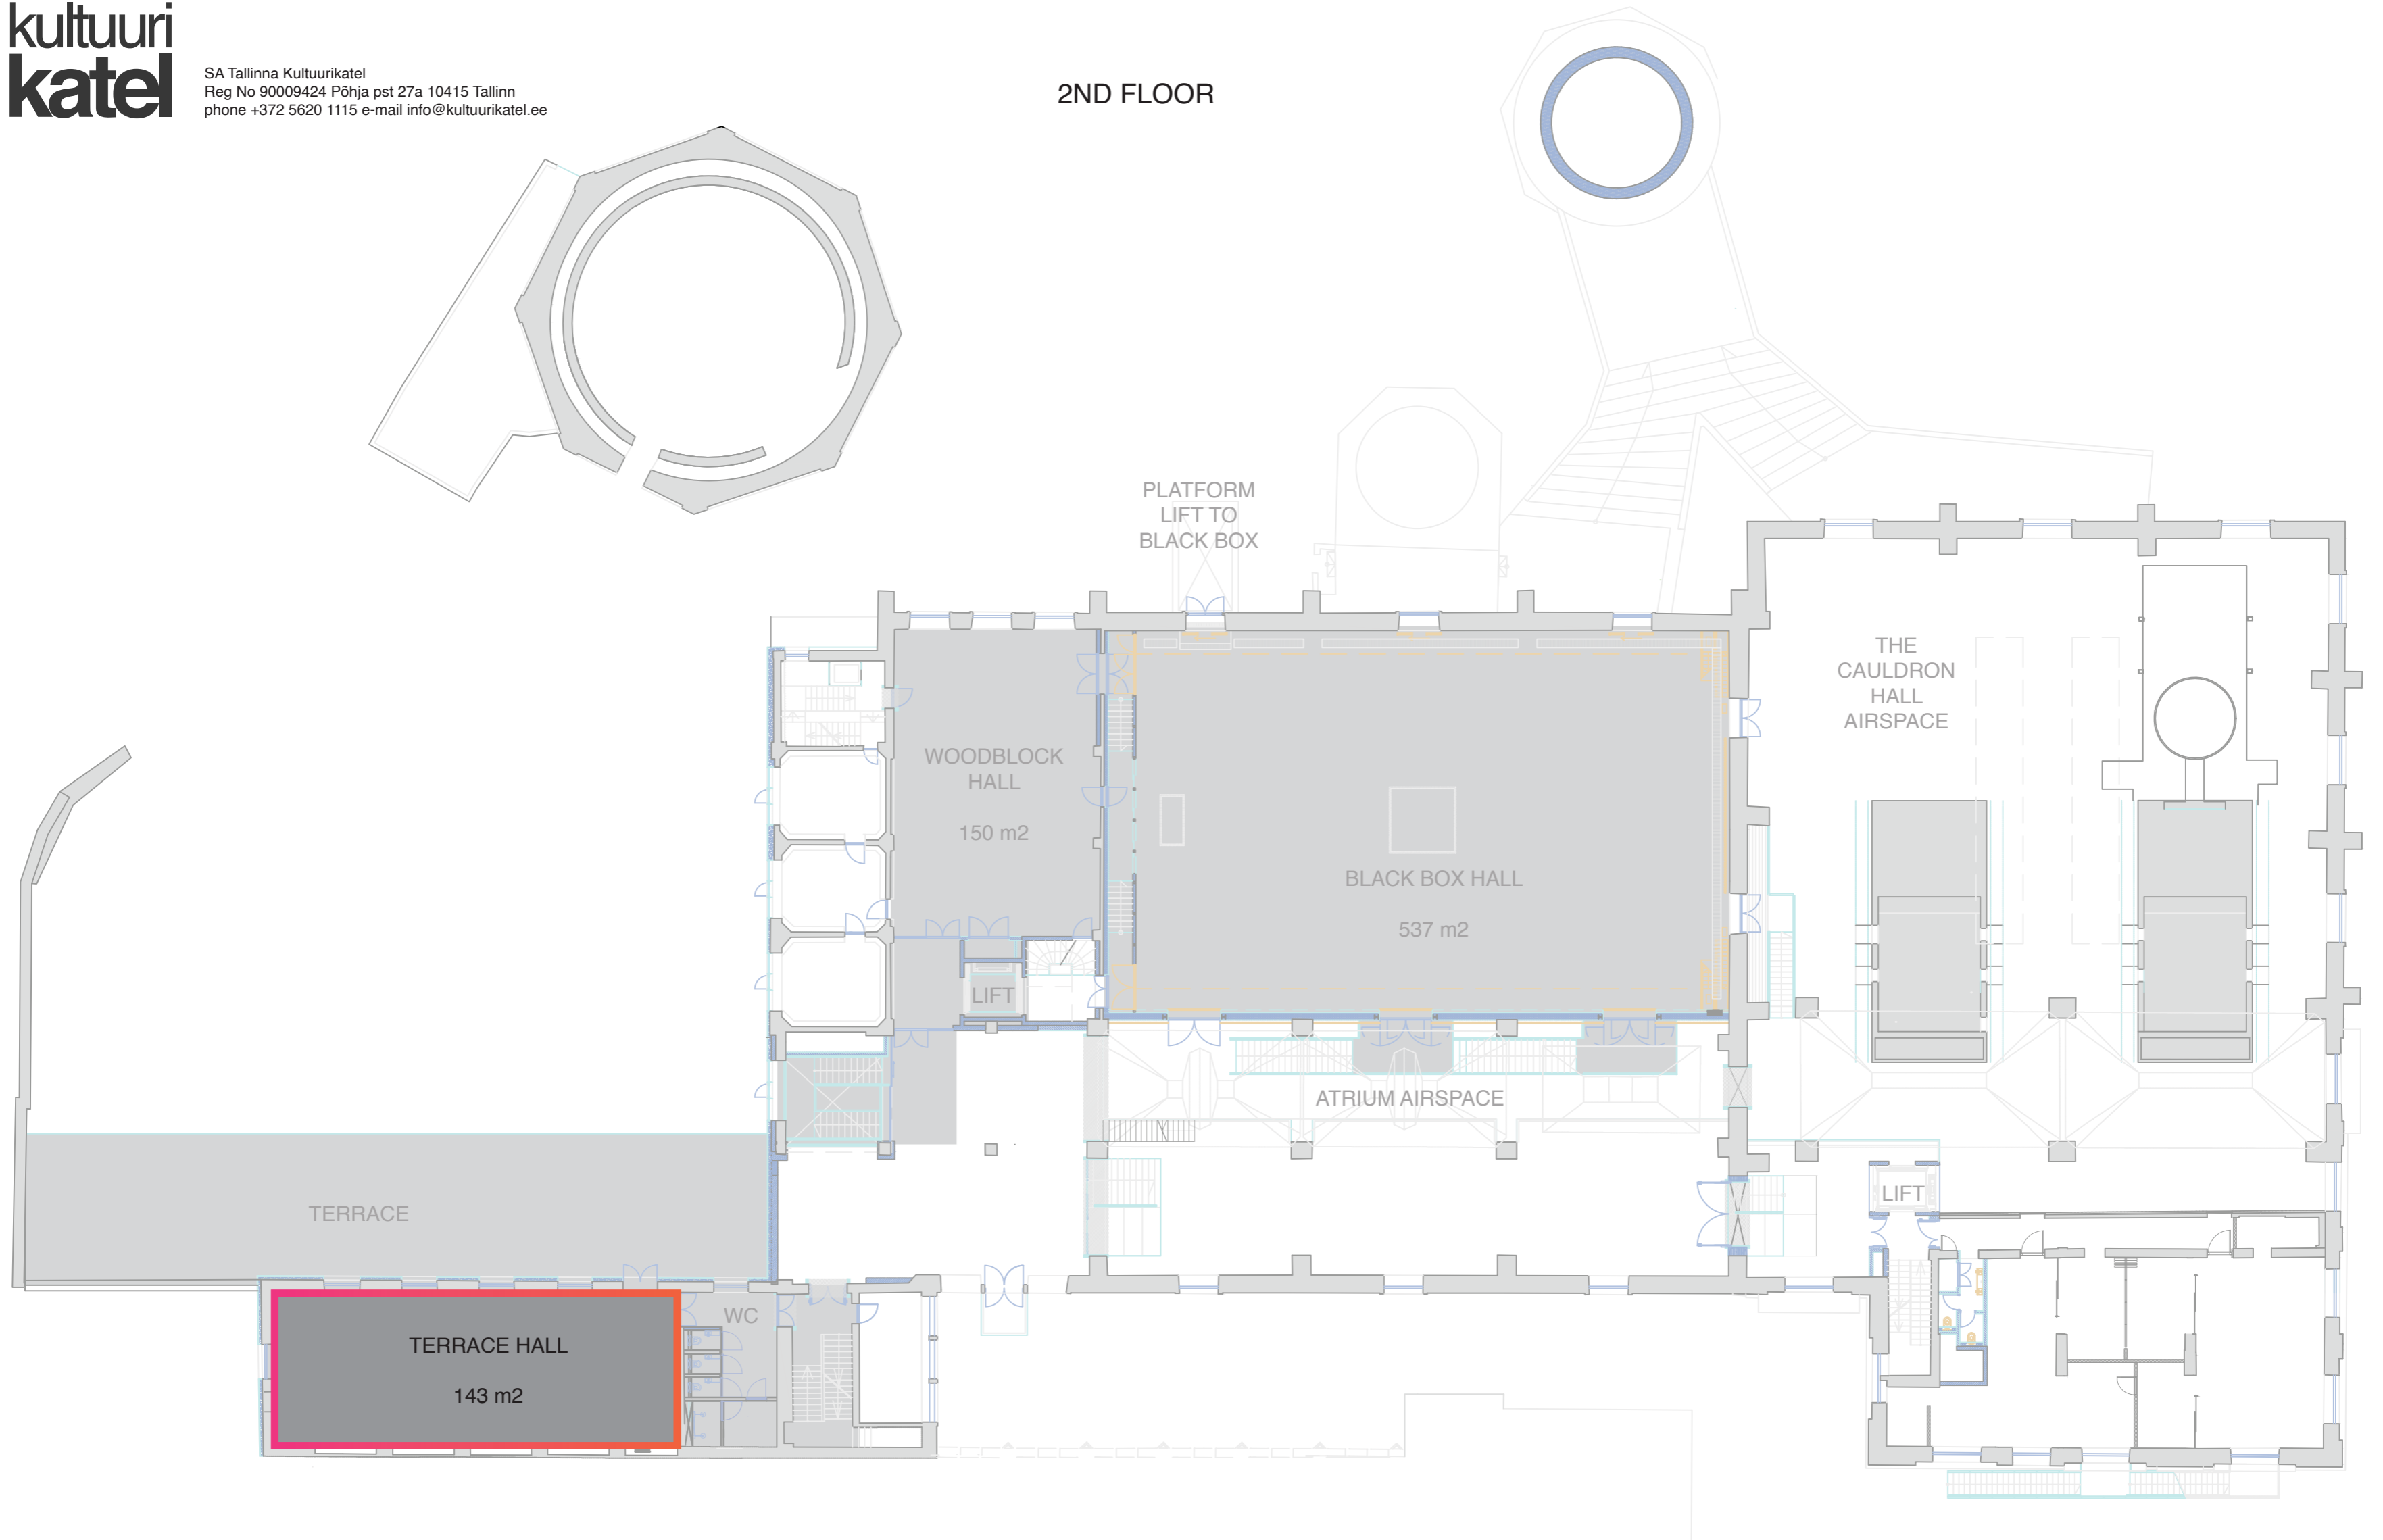 kultuuri
katel
SA Tallinna Kultuurikatel
Reg No 90009424 Põhja pst 27a 10415 Tallinn
phone +372 5620 1115 e-mail info@kultuurikatel.ee
2ND FLOOR
PLATFORM
LIFT TO
BLACK BOX
THE
CAULDRON
HALL
AIRSPACE
WOODBLOCK
HALL
150 m2
BLACK BOX HALL
537 m2
LIFT
ATRIUM AIRSPACE
LIFT
TERRACE
WC
TERRACE HALL
143 m2